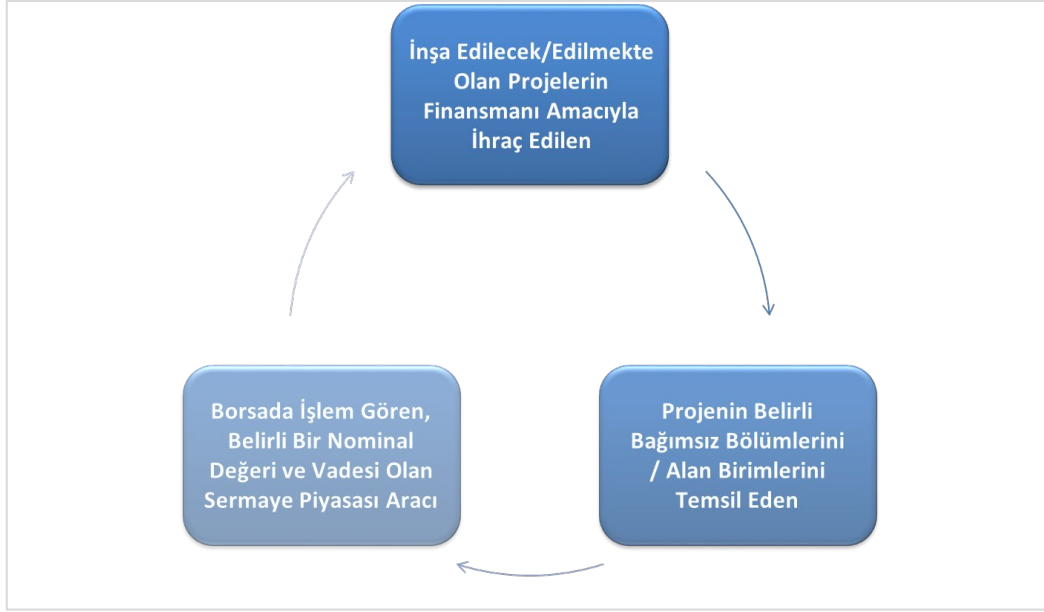 İnşa Edilecek/Edilmekte
Olan Projelerin
Finansmanı Amacıyla
İhraç Edilen
Projenin Belirli
Bağımsız Bölümlerini
/ Alan Birimlerini
Temsil Eden
Borsada İşlem Gören,
Belirli Bir Nominal
Değeri ve Vadesi Olan
Sermaye Piyasası Aracı